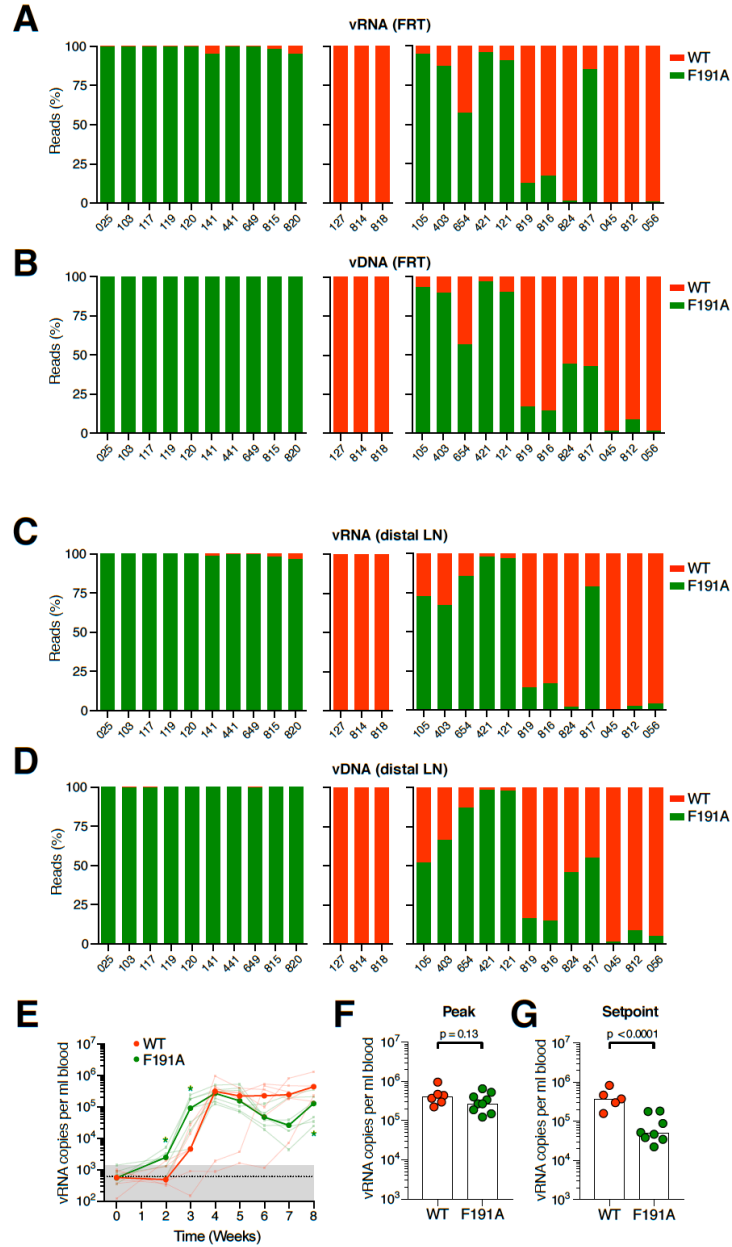 A
vRNA (FRT)
Reads (%)
100
75
50
25
0
025 103 117 119 120 141 441 649 815 820
127 814 818
105 403 654 421 121 819 816 824 817 045 812 056
WT
F191A
B
vDNA (FRT)
Reads (%)
100
75
50
25
0
025 103 117 119 120 141 441 649 815 820
127 814 818
105 403 654 421 121 819 816 824 817 045 812 056
WT
F191A
C
vRNA (distal LN)
Reads (%)
100
75
50
25
0
025 103 117 119 120 141 441 649 815 820
127 814 818
105 403 654 421 121 819 816 824 817 045 812 056
WT
F191A
D
vDNA (distal LN)
Reads (%)
100
75
50
25
0
025 103 117 119 120 141 441 649 815 820
127 814 818
105 403 654 421 121 819 816 824 817 045 812 056
WT
F191A
E
vRNA copies per ml blood
10⁷
10⁶
10⁵
10⁴
10³
10²
WT
F191A
*
*
*
0 1 2 3 4 5 6 7 8
Time (Weeks)
F
Peak
p = 0.13
vRNA copies per ml blood
10⁷
10⁶
10⁵
10⁴
10³
WT F191A
G
Setpoint
p <0.0001
vRNA copies per ml blood
10⁷
10⁶
10⁵
10⁴
10³
WT F191A